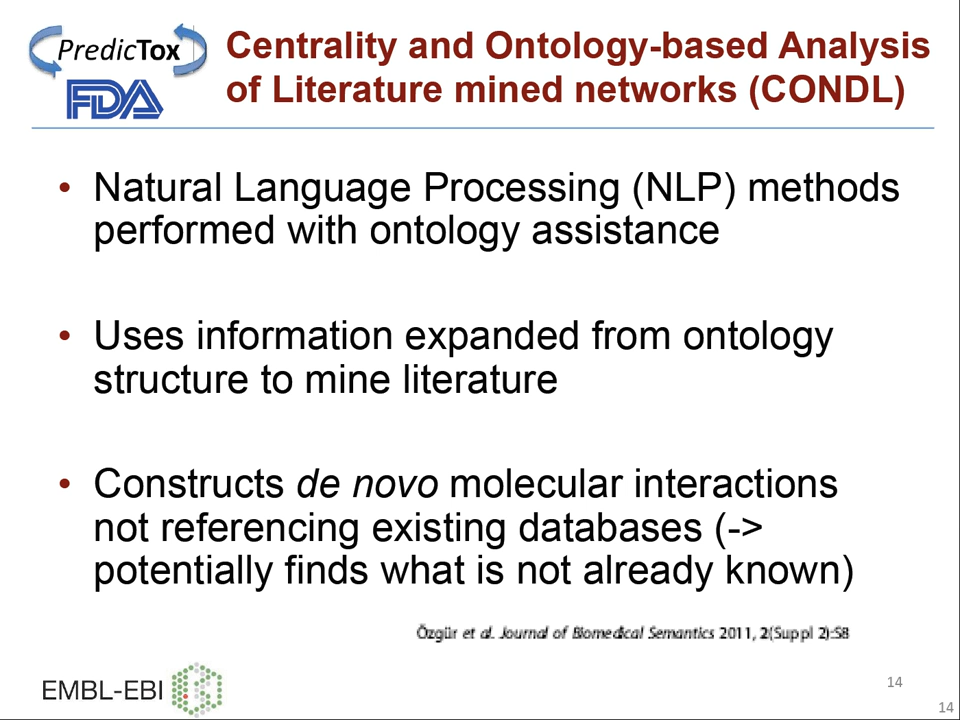 PredicTox
FDA
Centrality and Ontology-based Analysis
of Literature mined networks (CONDL)
• Natural Language Processing (NLP) methods
performed with ontology assistance
• Uses information expanded from ontology
structure to mine literature
• Constructs de novo molecular interactions
not referencing existing databases (->
potentially finds what is not already known)
Özgür et al. Journal of Biomedical Semantics 2011, 2(Suppl 2):S8
EMBL-EBI
14
14